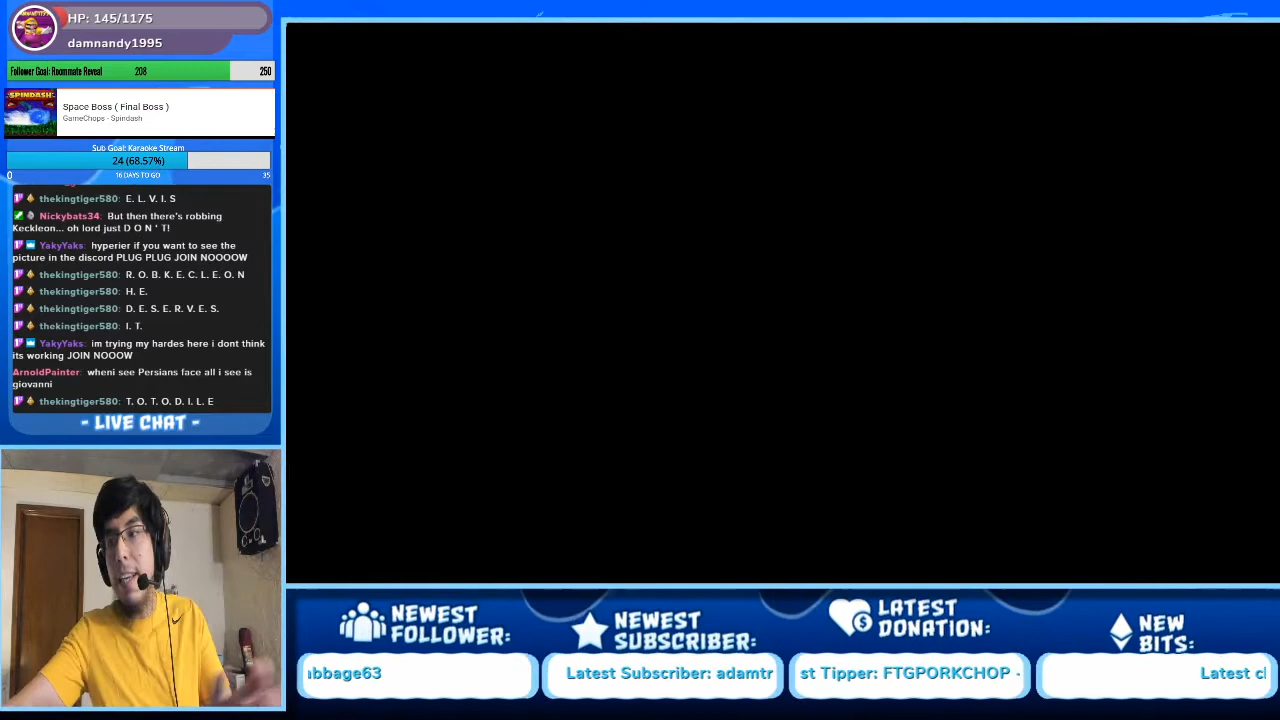 HP: 145/1175
damnandy1995
Follower Goal: Roommate Reveal 208 250
SPINDASH
Space Boss ( Final Boss )
GameChops - Spindash
Sub Goal: Karaoke Stream
24 (68.57%)
0 16 DAYS TO GO 35
thekingtiger580: E. L. V. I. S
Nickybats34: But then there's robbing
Keckleon... oh lord just D O N ' T!
YakyYaks: hyperier if you want to see the
picture in the discord PLUG PLUG JOIN NOOOOW
thekingtiger580: R. O. B. K. E. C. L. E. O. N
thekingtiger580: H. E.
thekingtiger580: D. E. S. E. R. V. E. S.
thekingtiger580: I. T.
YakyYaks: im trying my hardes here i dont think
its working JOIN NOOOW
ArnoldPainter: wheni see Persians face all i see is
giovanni
thekingtiger580: T. O. T. O. D. I. L. E
- LIVE CHAT -
NEWEST
FOLLOWER:
NEWEST
SUBSCRIBER:
LATEST
DONATION:
NEW
BITS:
abbage63
Latest Subscriber: adamtr
st Tipper: FTGPORKCHOP -
Latest cl